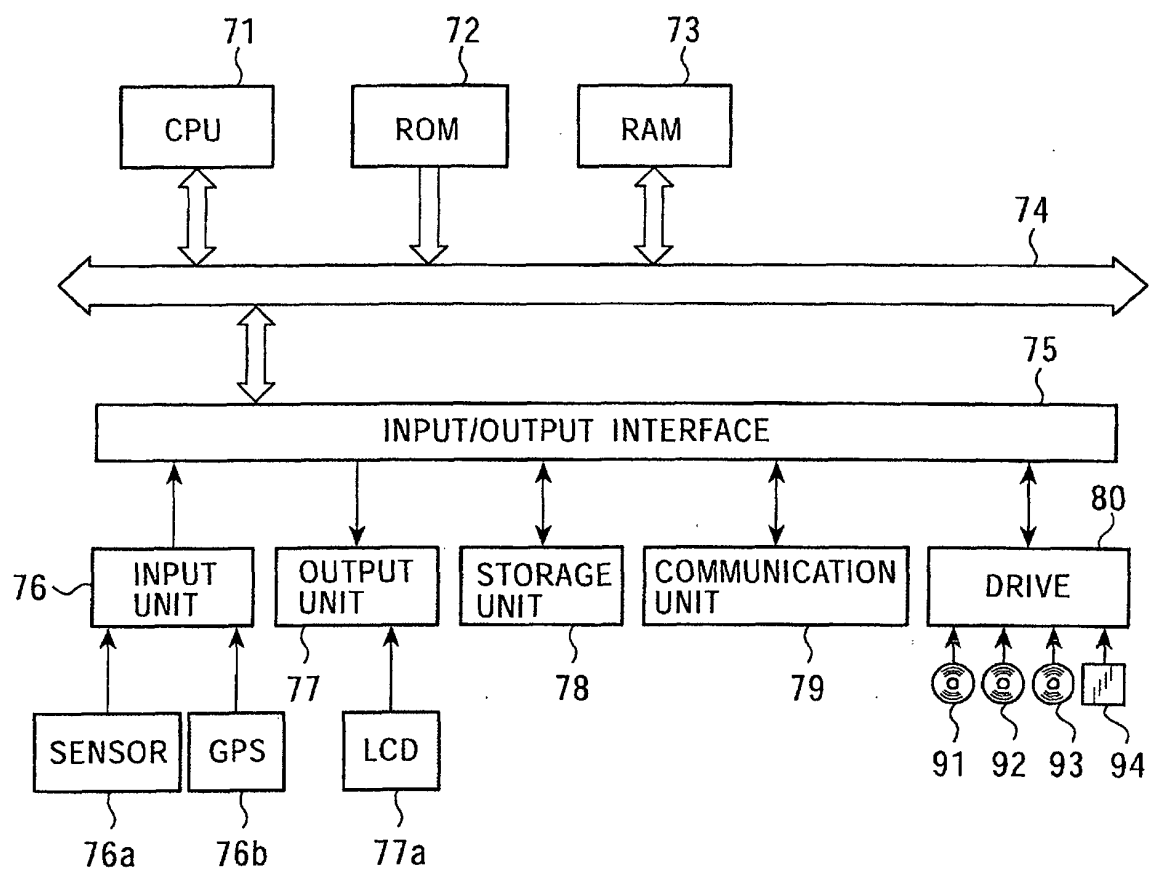 71
72
73
CPU
ROM
RAM
74
75
INPUT/OUTPUT INTERFACE
80
76
INPUT
UNIT
OUTPUT
UNIT
STORAGE
UNIT
COMMUNICATION
UNIT
DRIVE
77
78
79
91
92
93
94
SENSOR
GPS
LCD
76a
76b
77a